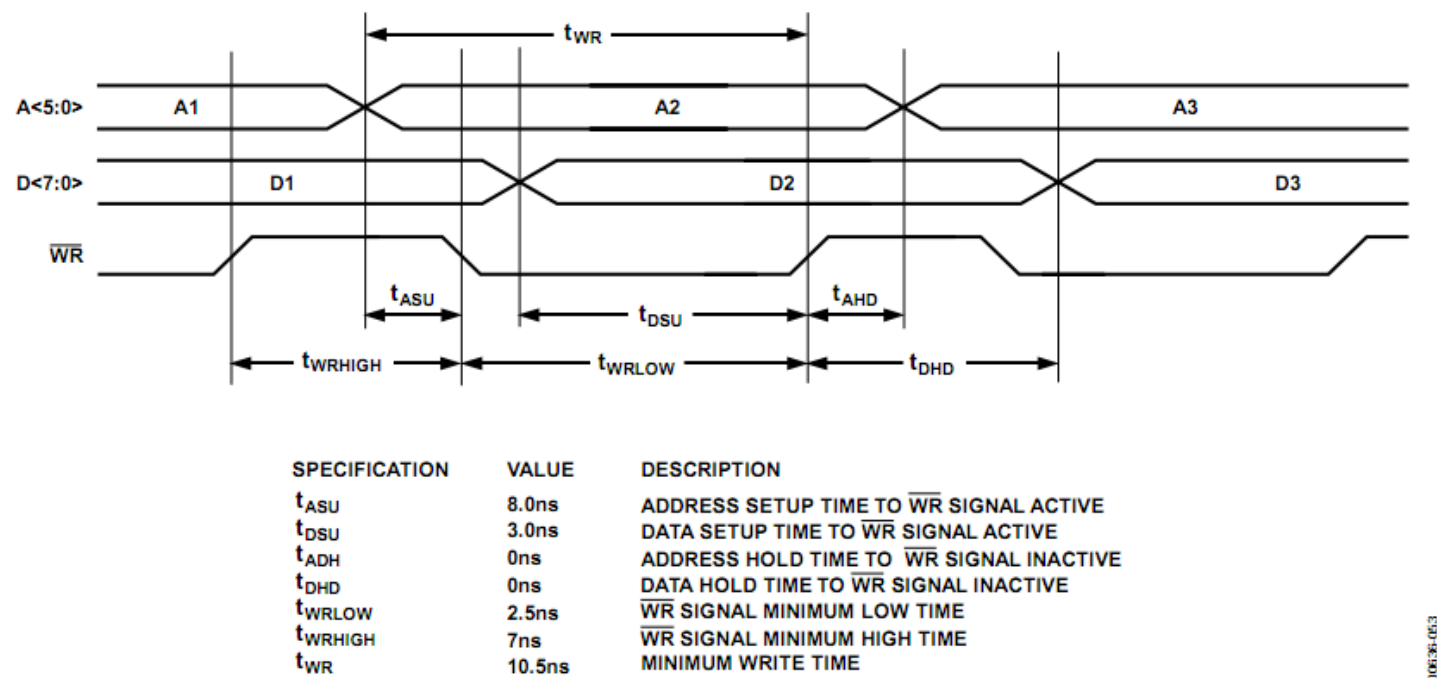 tWR
A<5:0> A1 A2 A3
D<7:0> D1 D2 D3
WR
tASU tDSU tAHD
tWRHIGH tWRLOW tDHD
SPECIFICATION VALUE DESCRIPTION
tASU 8.0ns ADDRESS SETUP TIME TO WR SIGNAL ACTIVE
tDSU 3.0ns DATA SETUP TIME TO WR SIGNAL ACTIVE
tADH 0ns ADDRESS HOLD TIME TO WR SIGNAL INACTIVE
tDHD 0ns DATA HOLD TIME TO WR SIGNAL INACTIVE
tWRLOW 2.5ns WR SIGNAL MINIMUM LOW TIME
tWRHIGH 7ns WR SIGNAL MINIMUM HIGH TIME
tWR 10.5ns MINIMUM WRITE TIME
10636-053